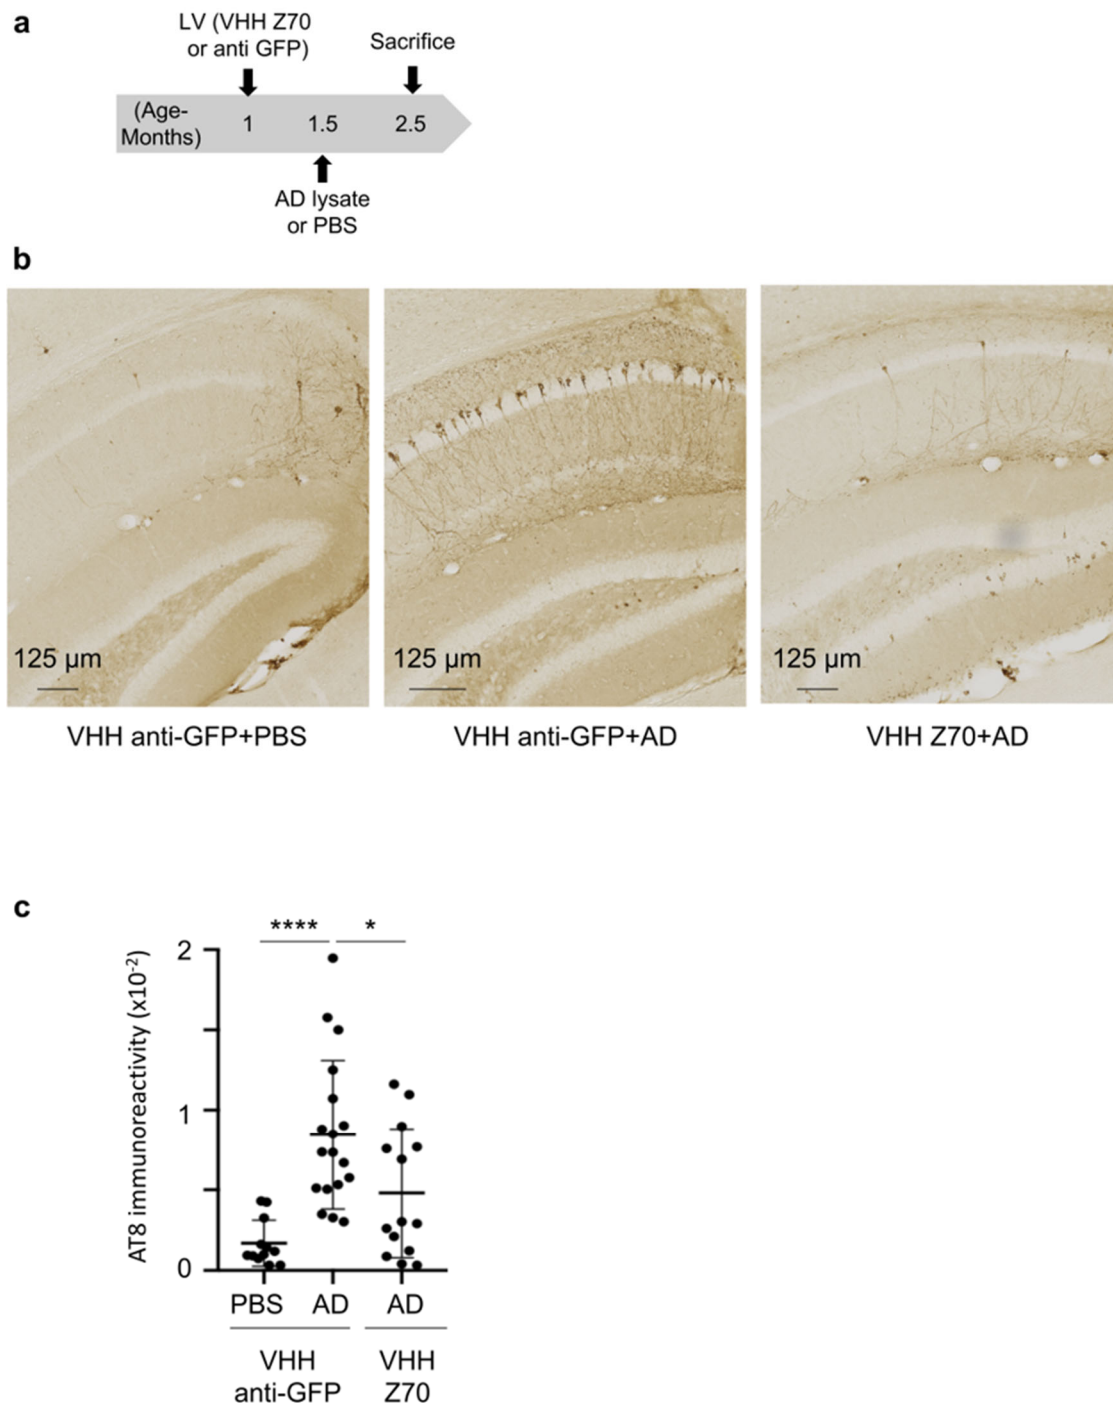 a
LV (VHH Z70
or anti GFP)
Sacrifice
(Age-
Months)
1
1.5
2.5
AD lysate
or PBS
b
125 µm
125 µm
125 µm
VHH anti-GFP+PBS
VHH anti-GFP+AD
VHH Z70+AD
c
****
*
AT8 immunoreactivity (x10⁻²)
2
1
0
PBS
AD
AD
VHH
anti-GFP
VHH
Z70